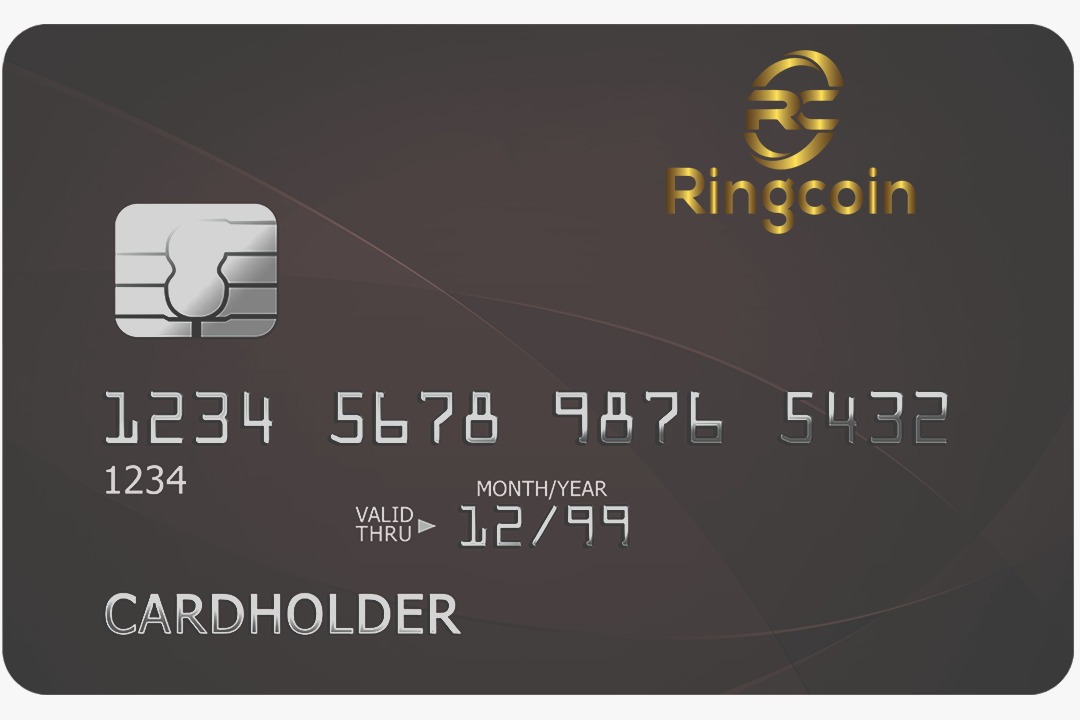 RC
Ringcoin
1234 5678 9876 5432
1234
MONTH/YEAR
VALID
THRU
12/99
CARDHOLDER